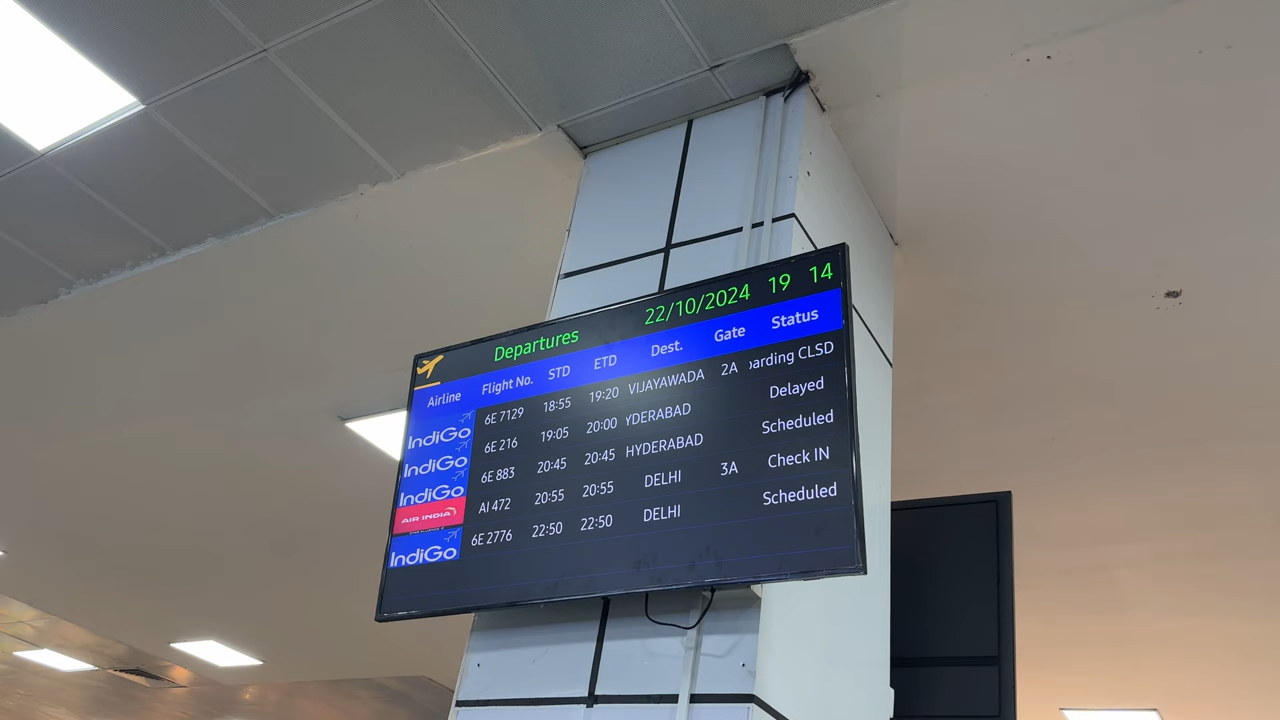 Departures 22/10/2024 19 14
Airline Flight No. STD ETD Dest. Gate Status
IndiGo 6E 7129 18:55 19:20 VIJAYAWADA 2A arding CLSD
IndiGo 6E 216 19:05 20:00 YDERABAD Delayed
IndiGo 6E 883 20:45 20:45 HYDERABAD Scheduled
AIR INDIA AI 472 20:55 20:55 DELHI 3A Check IN
IndiGo 6E 2776 22:50 22:50 DELHI Scheduled